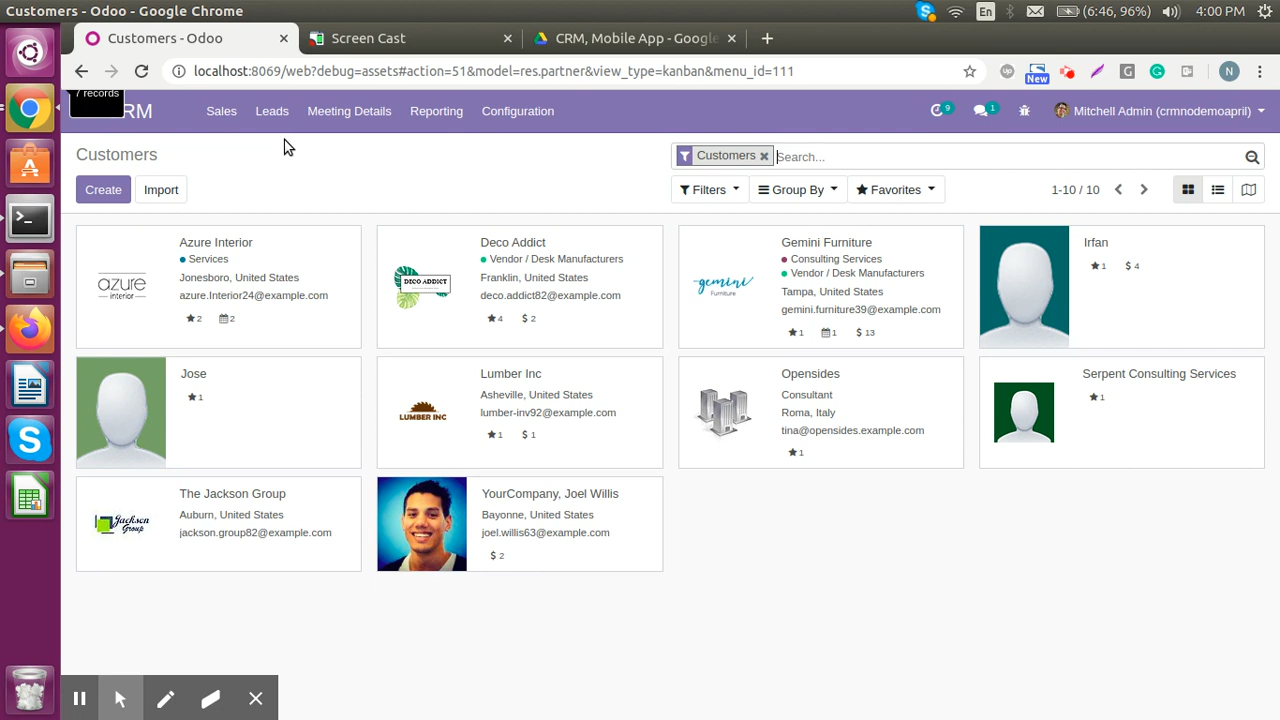 Customers - Odoo - Google Chrome
En
(6:46, 96%)
4:00 PM
Customers - Odoo
Screen Cast
CRM, Mobile App - Google
localhost:8069/web?debug=assets#action=51&model=res.partner&view_type=kanban&menu_id=111
New
N
7 records
RM
Sales
Leads
Meeting Details
Reporting
Configuration
9
1
Mitchell Admin (crmnodemoapril)
Customers
Customers
Search...
Create
Import
Filters
Group By
Favorites
1-10 / 10
azure
interior
Azure Interior
Services
Jonesboro, United States
azure.Interior24@example.com
2
2
DECO ADDICT
Deco Addict
Vendor / Desk Manufacturers
Franklin, United States
deco.addict82@example.com
4
$ 2
gemini
Furniture
Gemini Furniture
Consulting Services
Vendor / Desk Manufacturers
Tampa, United States
gemini.furniture39@example.com
1
1
$ 13
Irfan
1
$ 4
Jose
1
LUMBER INC
Lumber Inc
Asheville, United States
lumber-inv92@example.com
1
$ 1
Opensides
Consultant
Roma, Italy
tina@opensides.example.com
1
Serpent Consulting Services
1
Jackson
Group
The Jackson Group
Auburn, United States
jackson.group82@example.com
YourCompany, Joel Willis
Bayonne, United States
joel.willis63@example.com
$ 2